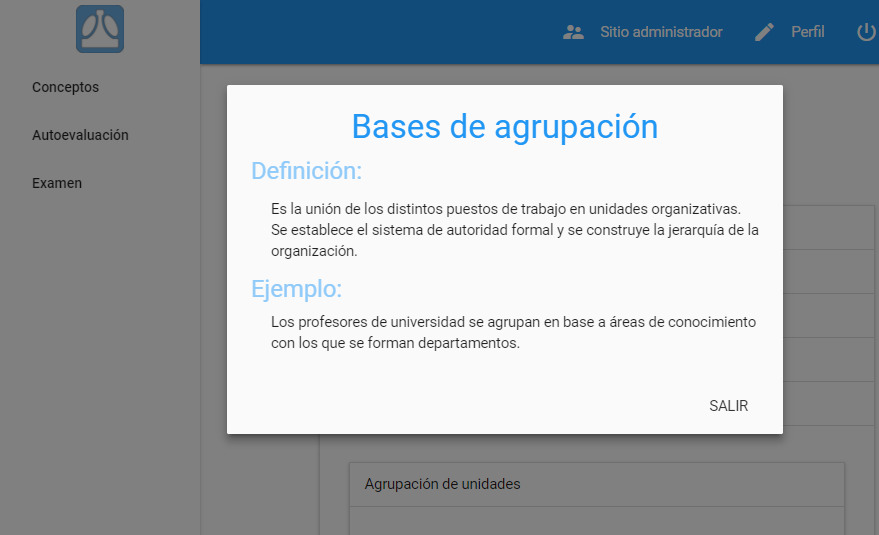 Sitio administrador
Perfil
Conceptos
Autoevaluación
Examen
Bases de agrupación
Definición:
Es la unión de los distintos puestos de trabajo en unidades organizativas.
Se establece el sistema de autoridad formal y se construye la jerarquía de la
organización.
Ejemplo:
Los profesores de universidad se agrupan en base a áreas de conocimiento
con los que se forman departamentos.
SALIR
Agrupación de unidades